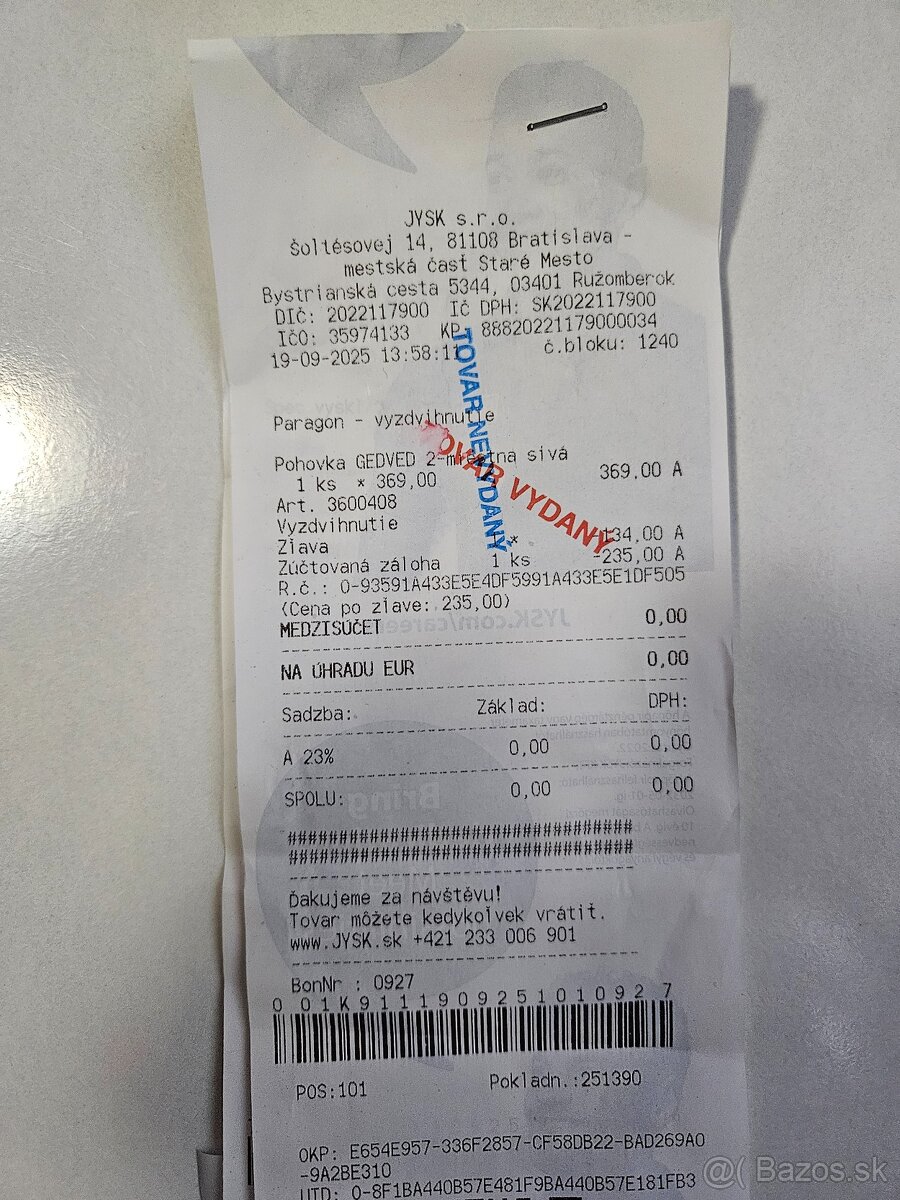 JYSK s.r.o.
Šoltésovej 14, 81108 Bratislava -
mestská časť Staré Mesto
Bystrianská cesta 5344, 03401 Ružomberok
DIČ: 2022117900 IČ DPH: SK2022117900
IČO: 35974133 KP: 88820221179000034
19-09-2025 13:58:11 č.bloku: 1240
TOVAR NEVYDANÝ
TOVAR VYDANÝ
Paragon - vyzdvihnutie
Pohovka GEDVED 2-miestna sivá
1 ks * 369,00 369,00 A
Art. 3600408
Vyzdvihnutie
Zľava -134,00 A
Zúčtovaná záloha 1 ks -235,00 A
R.č.: O-93591A433E5E4DF5991A433E5E1DF505
(Cena po zľave: 235,00)
MEDZISÚČET 0,00
NA ÚHRADU EUR 0,00
Sadzba: Základ: DPH:
A 23% 0,00 0,00
SPOLU: 0,00 0,00
##################################
##################################
Ďakujeme za návštěvu!
Tovar môžete kedykoľvek vrátiť.
www.JYSK.sk +421 233 006 901
BonNr : 0927
0 01K9111909251010927
POS:101 Pokladn.:251390
OKP: E654E957-336F2857-CF58DB22-BAD269A0
-9A2BE310
UID: O-8F1BA440B57E481F9BA440B57E181FB3
@( Bazos.sk